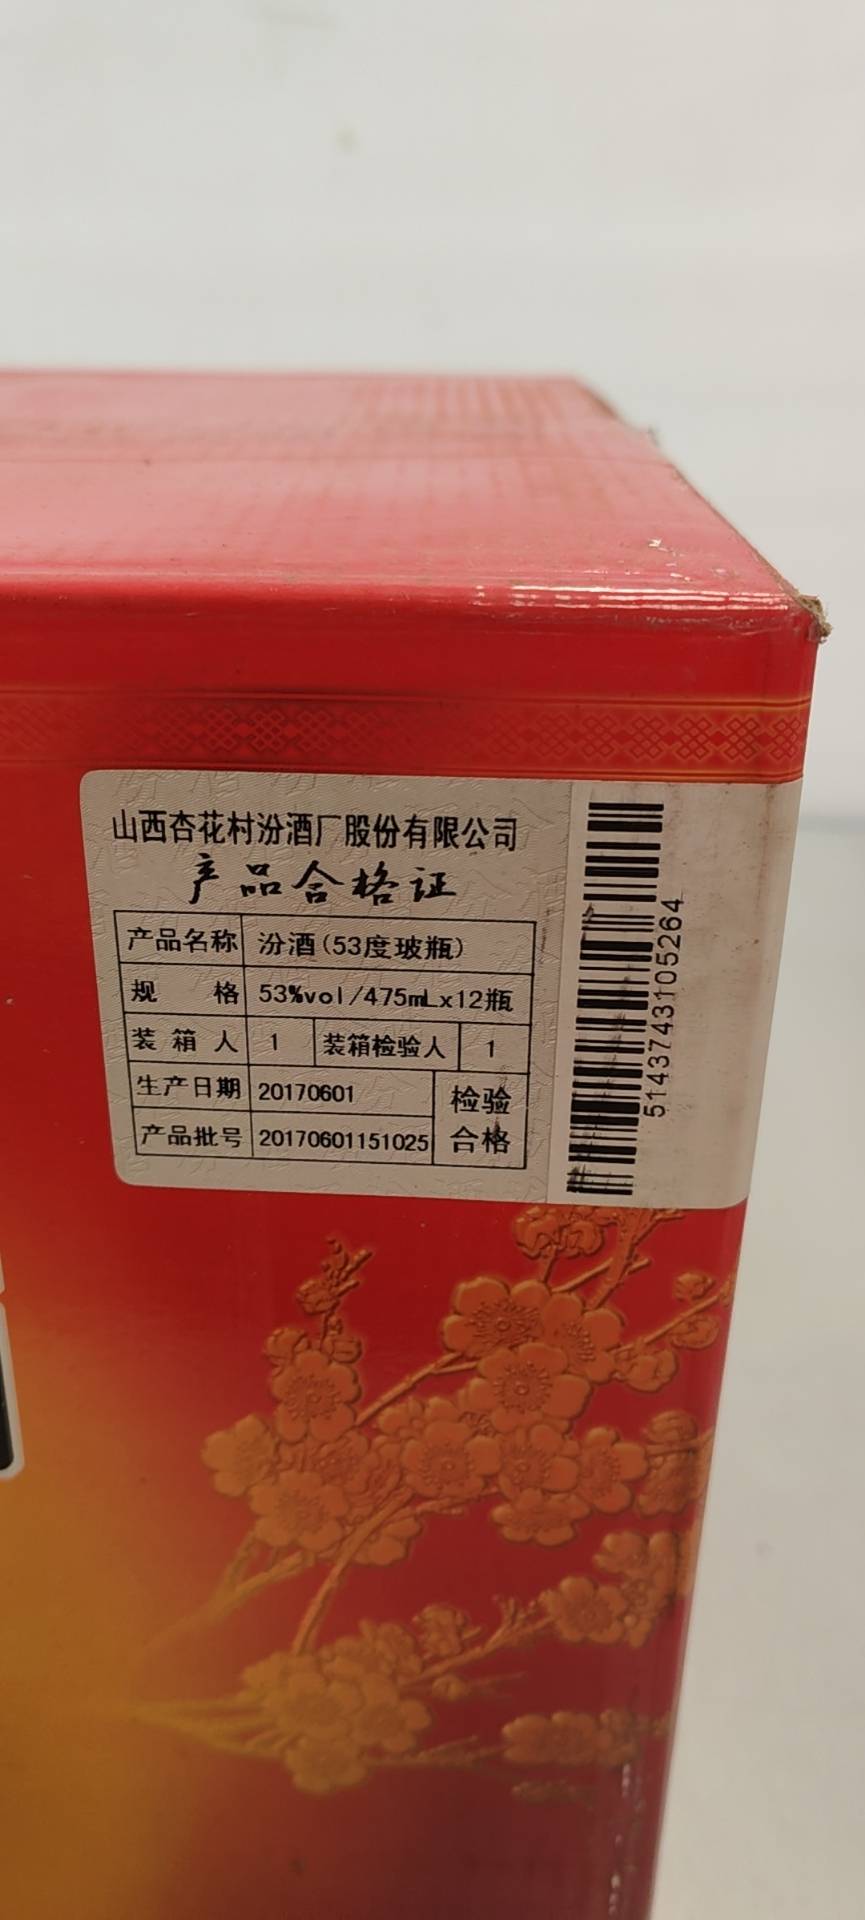 山西杏花村汾酒厂股份有限公司
产品合格证
产品名称 汾酒(53度玻瓶)
规 格 53%vol/475mLx12瓶
装 箱 人 1 装箱检验人 1
生产日期 20170601 检验
产品批号 20170601151025 合格
5143743105264